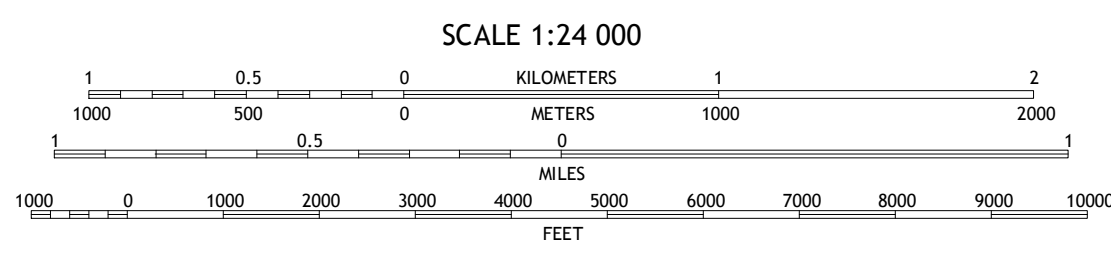 SCALE 1:24 000
1 0.5 0 KILOMETERS 1 2
1000 500 0 METERS 1000 2000
1 0.5 0 1
MILES
1000 0 1000 2000 3000 4000 5000 6000 7000 8000 9000 10000
FEET